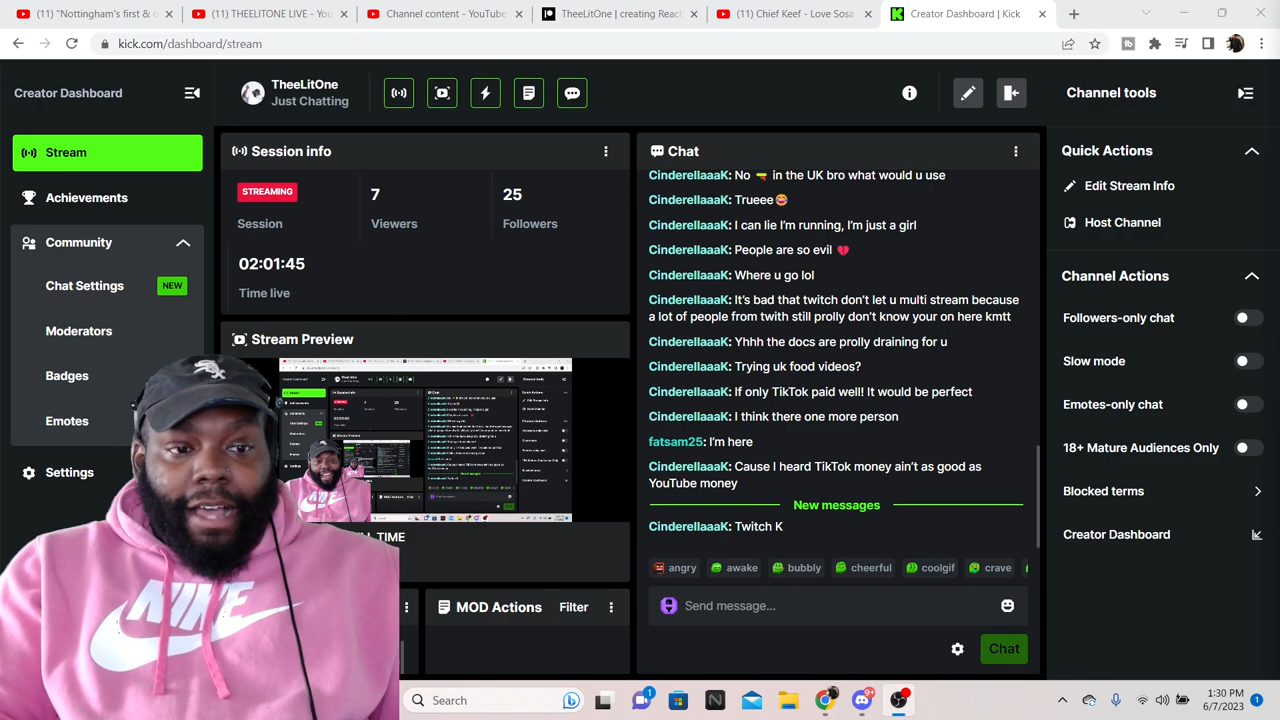 (11) "Nottingham's first & o
(11) THEELITONE LIVE - You
Channel content - YouTube
TheeLitOne | creating React
(11) Chief Keef - Love Sosa
Creator Dashboard | Kick
kick.com/dashboard/stream
Creator Dashboard
TheeLitOne
Just Chatting
Channel tools
Stream
Achievements
Community
Chat Settings
NEW
Moderators
Badges
Emotes
Settings
Session info
STREAMING
Session
7
Viewers
25
Followers
02:01:45
Time live
Stream Preview
LL TIME
MOD Actions
Filter
Chat
CinderellaaaK: No in the UK bro what would u use
CinderellaaaK: Trueee
CinderellaaaK: I can lie I'm running, I'm just a girl
CinderellaaaK: People are so evil
CinderellaaaK: Where u go lol
CinderellaaaK: It's bad that twitch don't let u multi stream because
a lot of people from twith still prolly don't know your on here kmtt
CinderellaaaK: Yhhh the docs are prolly draining for u
CinderellaaaK: Trying uk food videos?
CinderellaaaK: If only TikTok paid welll it would be perfect
CinderellaaaK: I think there one more person
fatsam25: I'm here
CinderellaaaK: Cause I heard TikTok money ain't as good as
YouTube money
New messages
CinderellaaaK: Twitch K
angry awake bubbly cheerful coolgif crave
Send message...
Chat
Quick Actions
Edit Stream Info
Host Channel
Channel Actions
Followers-only chat
Slow mode
Emotes-only chat
18+ Mature Audiences Only
Blocked terms
Creator Dashboard
NIKE
Search
1
9+
1:30 PM
6/7/2023
1